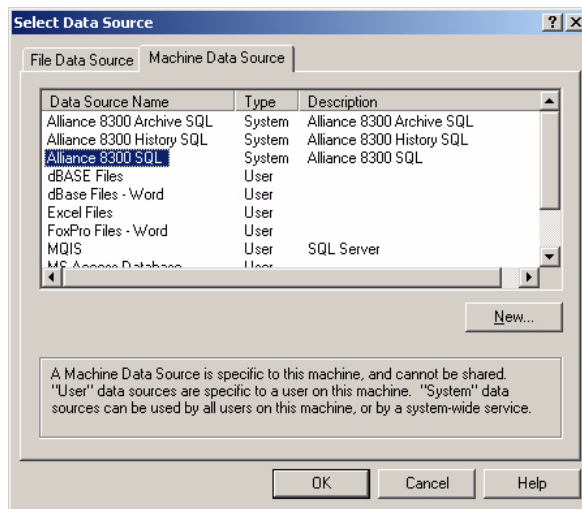 Select Data Source
File Data Source Machine Data Source
Data Source Name Type Description
Alliance 8300 Archive SQL System Alliance 8300 Archive SQL
Alliance 8300 History SQL System Alliance 8300 History SQL
Alliance 8300 SQL System Alliance 8300 SQL
dBASE Files User
dBase Files - Word User
Excel Files User
FoxPro Files - Word User
MQIS User SQL Server
MS Access Database User
New...
A Machine Data Source is specific to this machine, and cannot be shared.
"User" data sources are specific to a user on this machine. "System" data
sources can be used by all users on this machine, or by a system-wide service.
OK Cancel Help